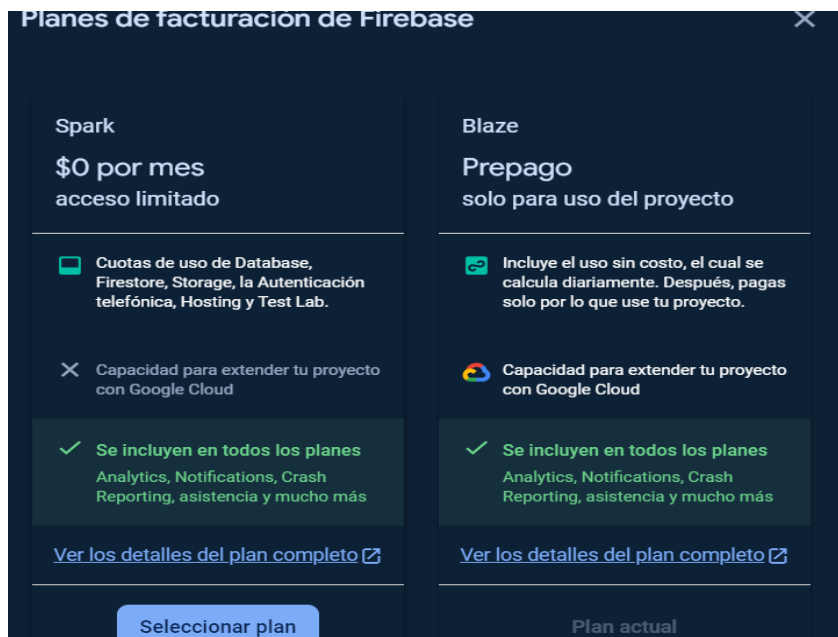 Planes de facturación de Firebase
Spark
$0 por mes
acceso limitado
Cuotas de uso de Database,
Firestore, Storage, la Autenticación
telefónica, Hosting y Test Lab.
Capacidad para extender tu proyecto
con Google Cloud
Se incluyen en todos los planes
Analytics, Notifications, Crash
Reporting, asistencia y mucho más
Ver los detalles del plan completo
Seleccionar plan
Blaze
Prepago
solo para uso del proyecto
Incluye el uso sin costo, el cual se
calcula diariamente. Después, pagas
solo por lo que use tu proyecto.
Capacidad para extender tu proyecto
con Google Cloud
Se incluyen en todos los planes
Analytics, Notifications, Crash
Reporting, asistencia y mucho más
Ver los detalles del plan completo
Plan actual